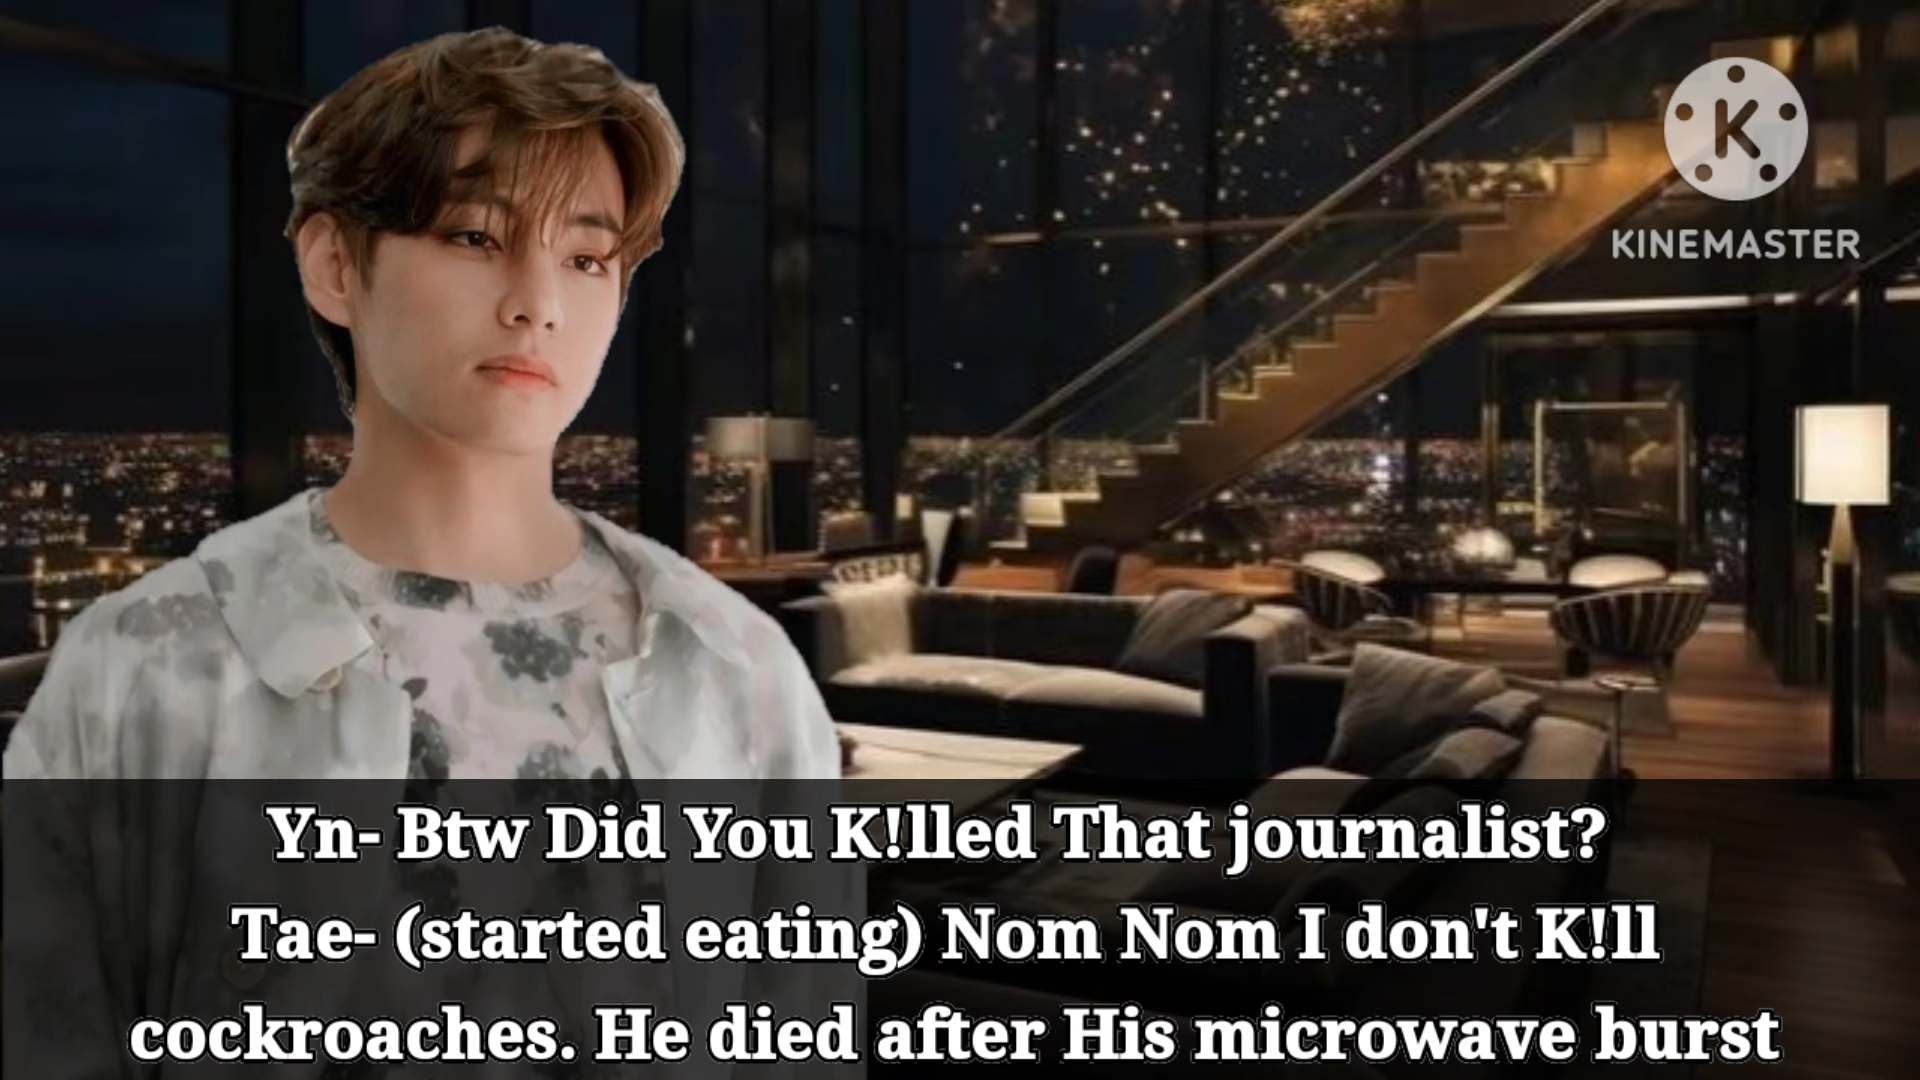 K
KINEMASTER
Yn- Btw Did You K!lled That journalist?
Tae- (started eating) Nom Nom I don't K!ll
cockroaches. He died after His microwave burst